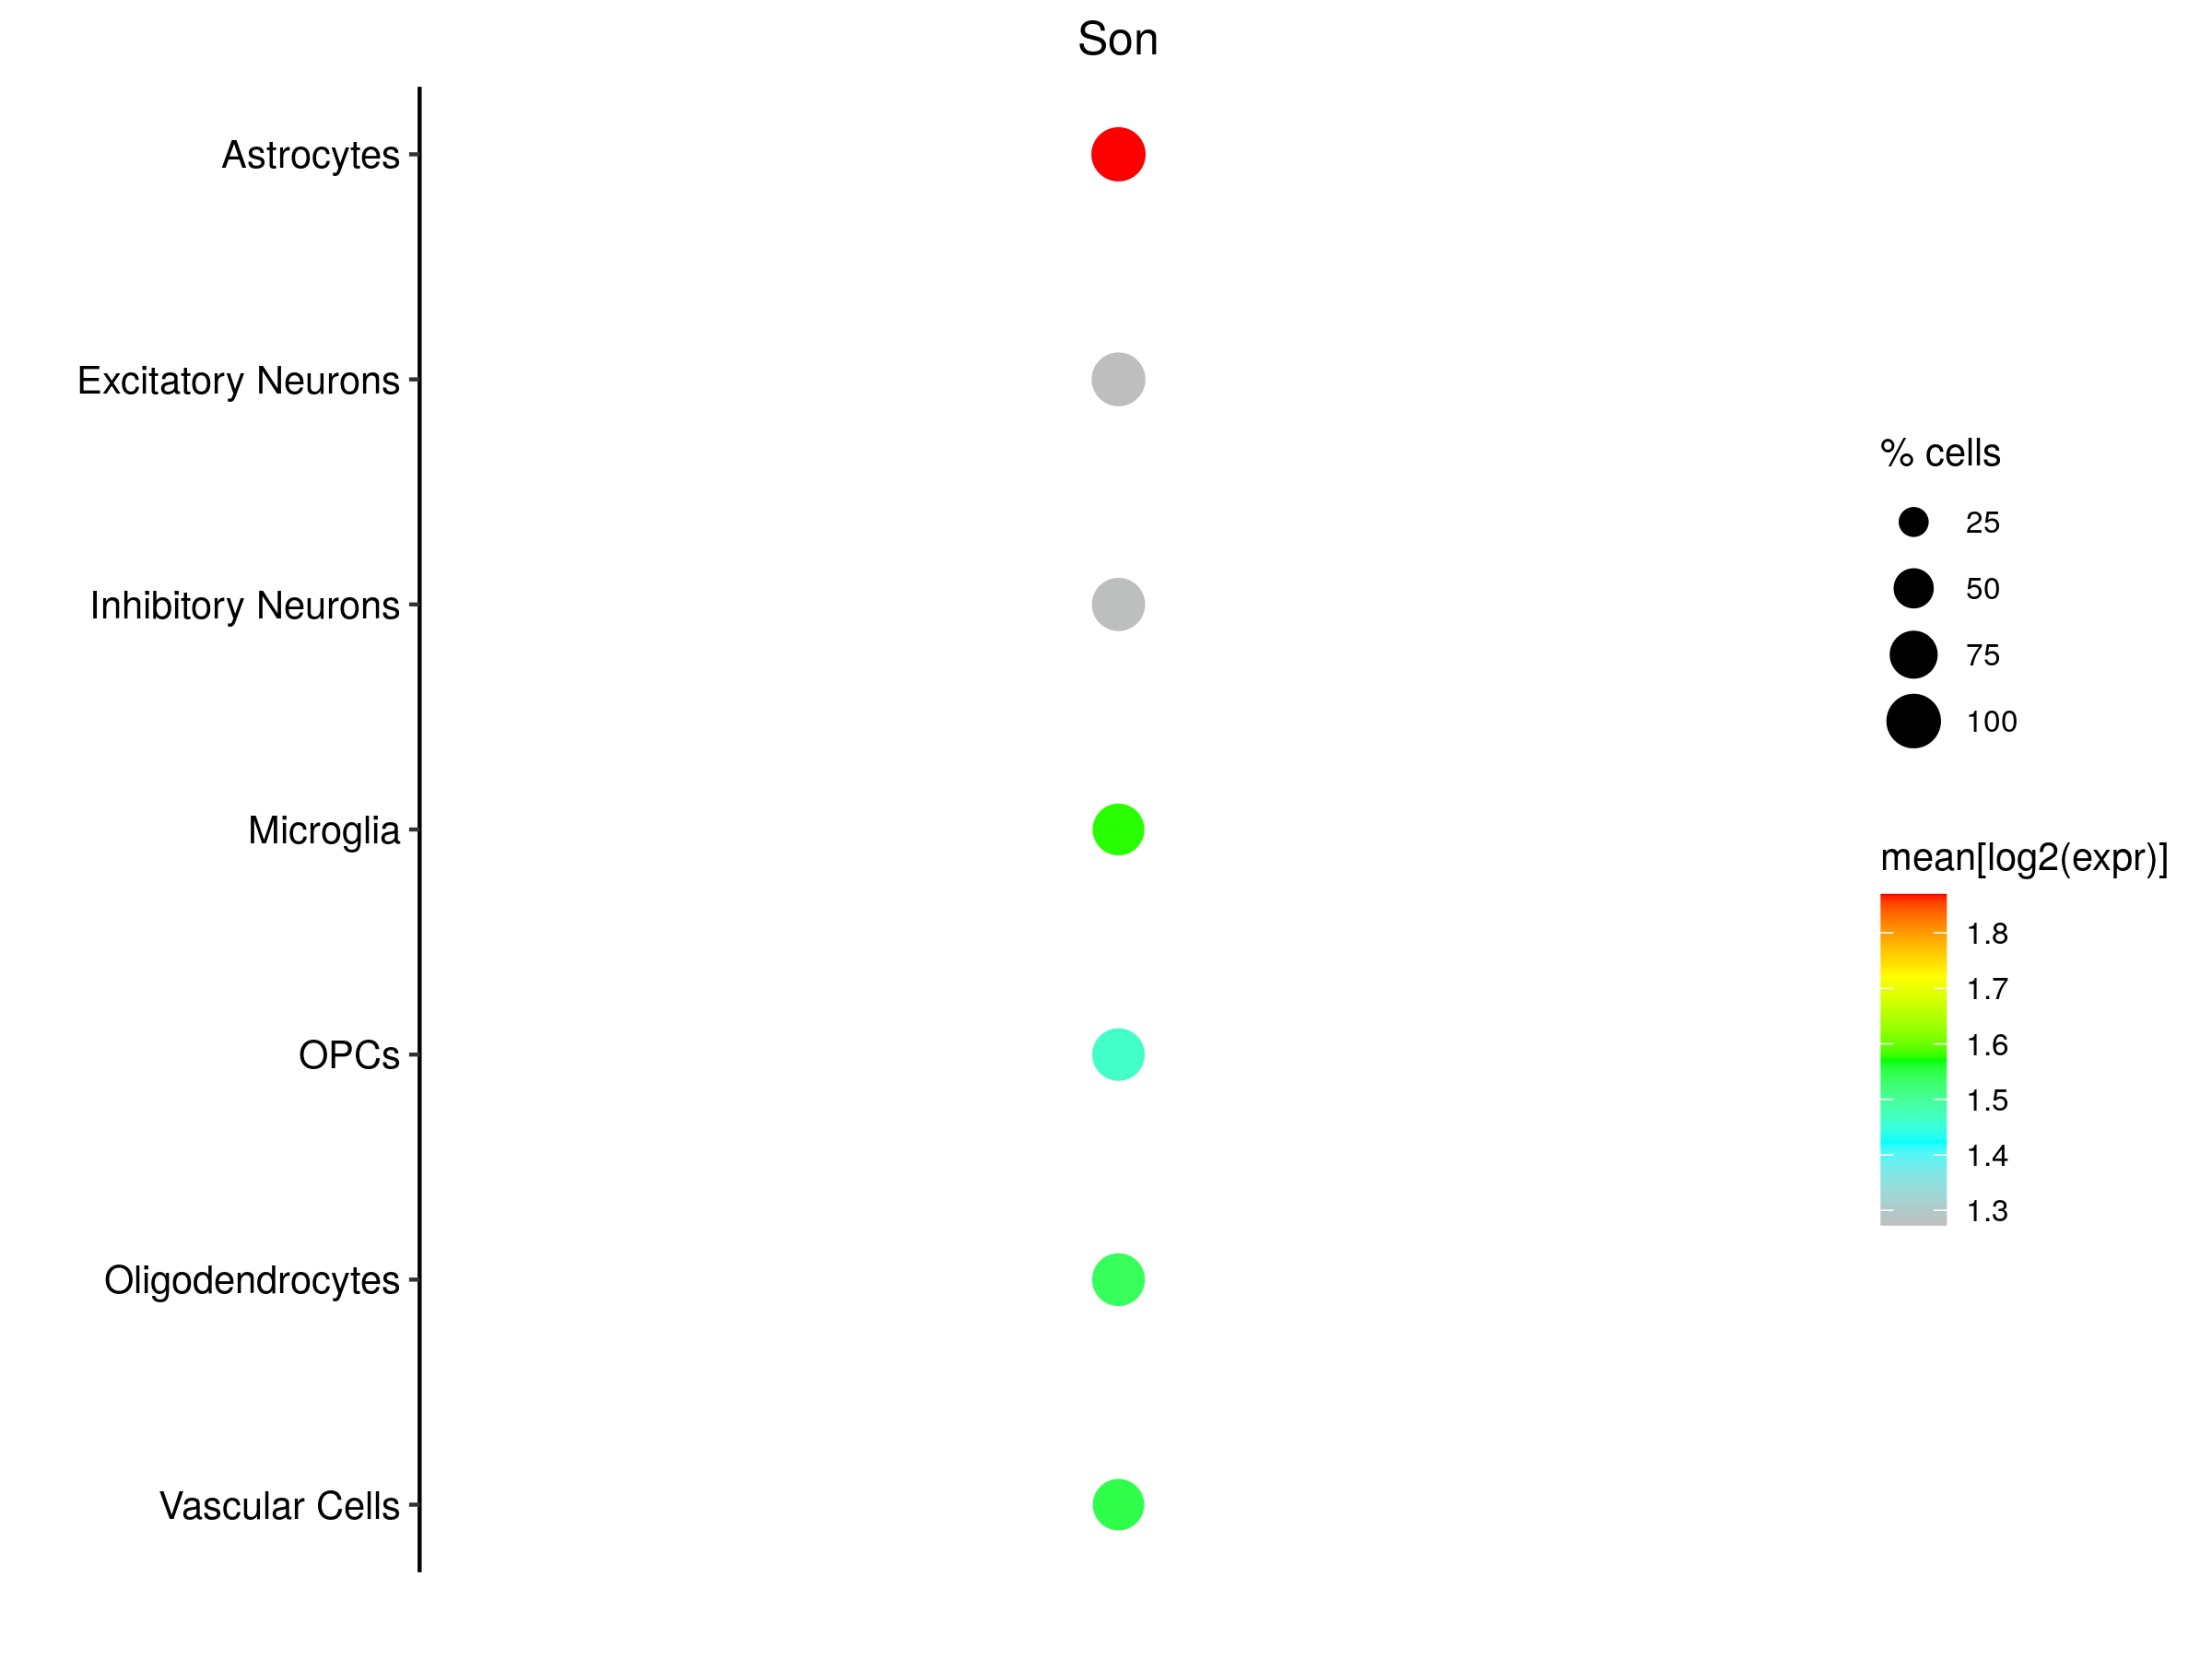 Son
Astrocytes
Excitatory Neurons
Inhibitory Neurons
Microglia
OPCs
Oligodendrocytes
Vascular Cells
% cells
25
50
75
100
mean[log2(expr)]
1.8
1.7
1.6
1.5
1.4
1.3